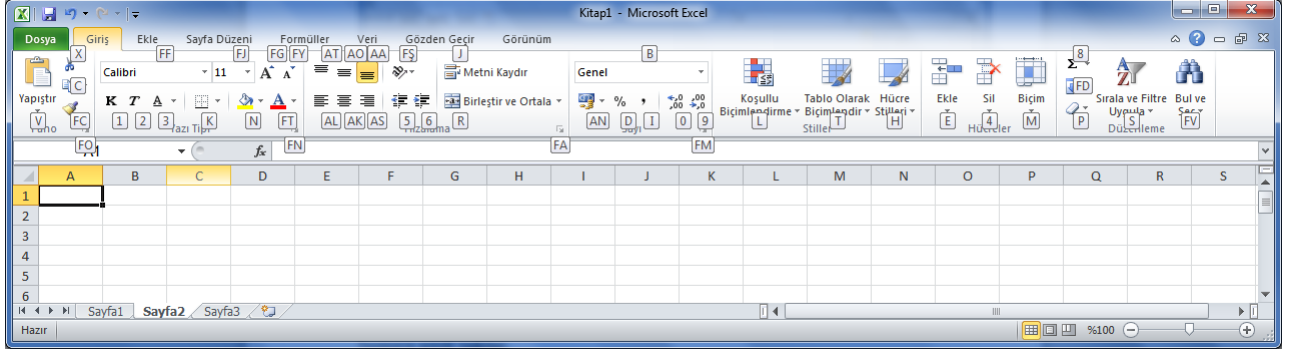 Kitap1 - Microsoft Excel
Dosya Giriş Ekle Sayfa Düzeni Formüller Veri Gözden Geçir Görünüm
X FF FJ FG FY AT AO AA FŞ J B 8
Calibri 11 Metni Kaydır Genel Σ
C FD
Yapıştır K T A A Birleştir ve Ortala % 000 Koşullu Biçimlendirme Tablo Olarak Biçimlendir Hücre Stilleri Ekle Sil Biçim Sırala ve Filtre Uygula Bul ve Seç
V FC 1 2 3 K N FT AL AK AS 5 6 R AN D I 0 9 L T H E 4 M P S FV
Pano Yazı Tipi Hizalama Sayı Stiller Hücreler Düzenleme
FO FN FA FM
A1 fx
A B C D E F G H I J K L M N O P Q R S
1
2
3
4
5
6
Sayfa1 Sayfa2 Sayfa3
Hazır %100